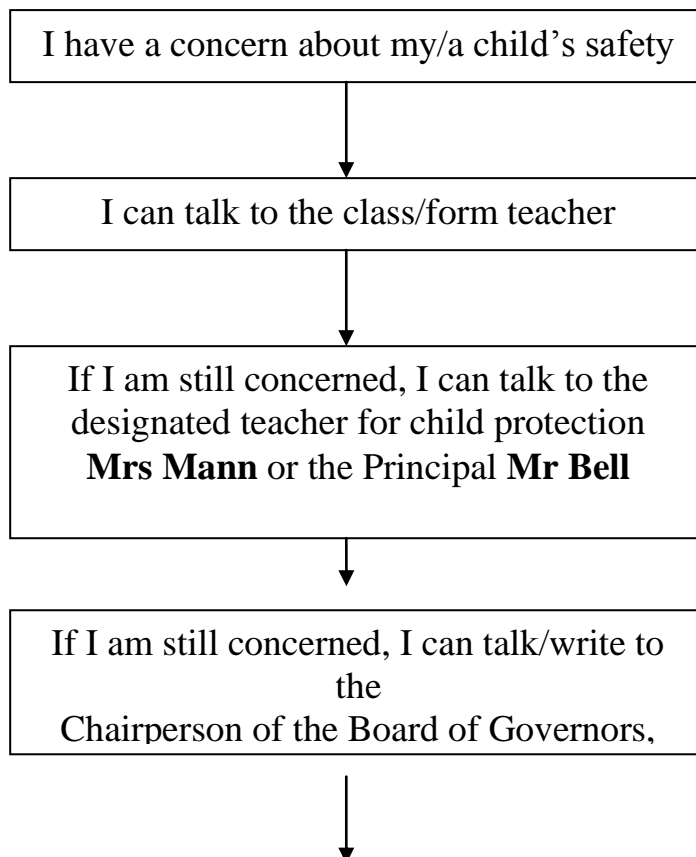 I have a concern about my/a child’s safety
I can talk to the class/form teacher
If I am still concerned, I can talk to the
designated teacher for child protection
Mrs Mann or the Principal Mr Bell
If I am still concerned, I can talk/write to
the
Chairperson of the Board of Governors,